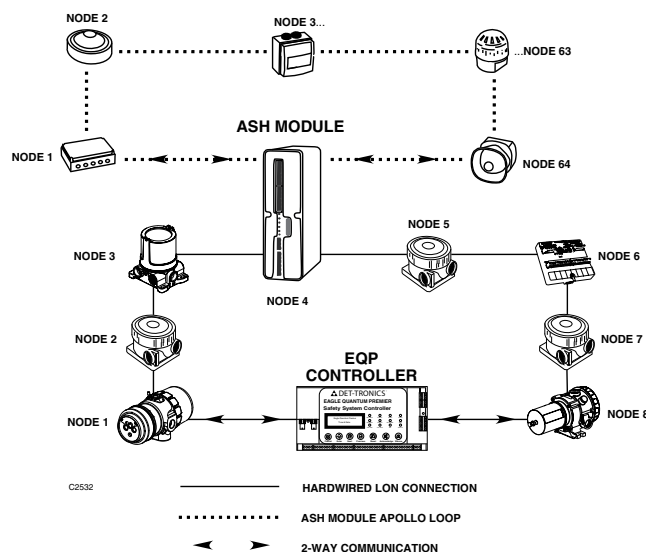 NODE 2
NODE 3...
...NODE 63
ASH MODULE
NODE 1
NODE 64
NODE 5
NODE 3
NODE 6
NODE 4
NODE 2
NODE 7
EQP
CONTROLLER
DET-TRONICS
EAGLE QUANTUM PREMIER
Safety System Controller
NODE 1
NODE 8
C2532
HARDWIRED LON CONNECTION
ASH MODULE APOLLO LOOP
2-WAY COMMUNICATION